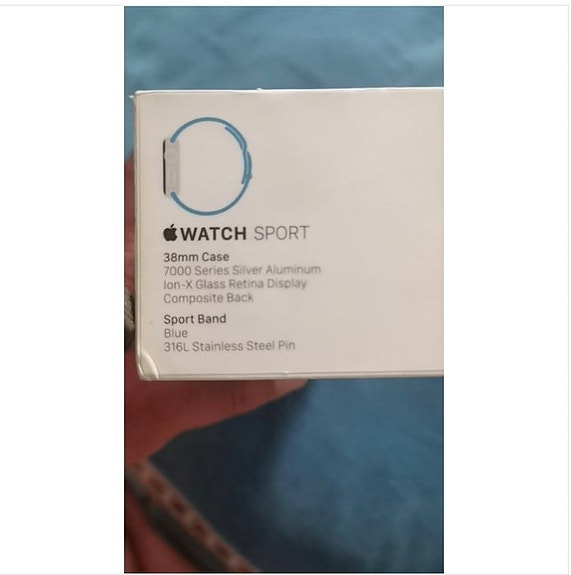 WATCH SPORT
38mm Case
7000 Series Silver Aluminum
Ion-X Glass Retina Display
Composite Back
Sport Band
Blue
316L Stainless Steel Pin